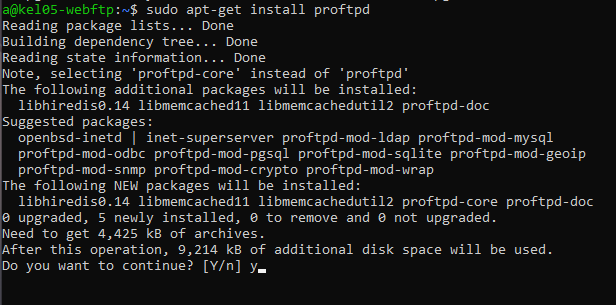 a@kel05-webftp:~$ sudo apt-get install proftpd
Reading package lists... Done
Building dependency tree... Done
Reading state information... Done
Note, selecting 'proftpd-core' instead of 'proftpd'
The following additional packages will be installed:
  libhiredis0.14 libmemcached11 libmemcachedutil2 proftpd-doc
Suggested packages:
  openbsd-inetd | inet-superserver proftpd-mod-ldap proftpd-mod-mysql
  proftpd-mod-odbc proftpd-mod-pgsql proftpd-mod-sqlite proftpd-mod-geoip
  proftpd-mod-snmp proftpd-mod-crypto proftpd-mod-wrap
The following NEW packages will be installed:
  libhiredis0.14 libmemcached11 libmemcachedutil2 proftpd-core proftpd-doc
0 upgraded, 5 newly installed, 0 to remove and 0 not upgraded.
Need to get 4,425 kB of archives.
After this operation, 9,214 kB of additional disk space will be used.
Do you want to continue? [Y/n] y